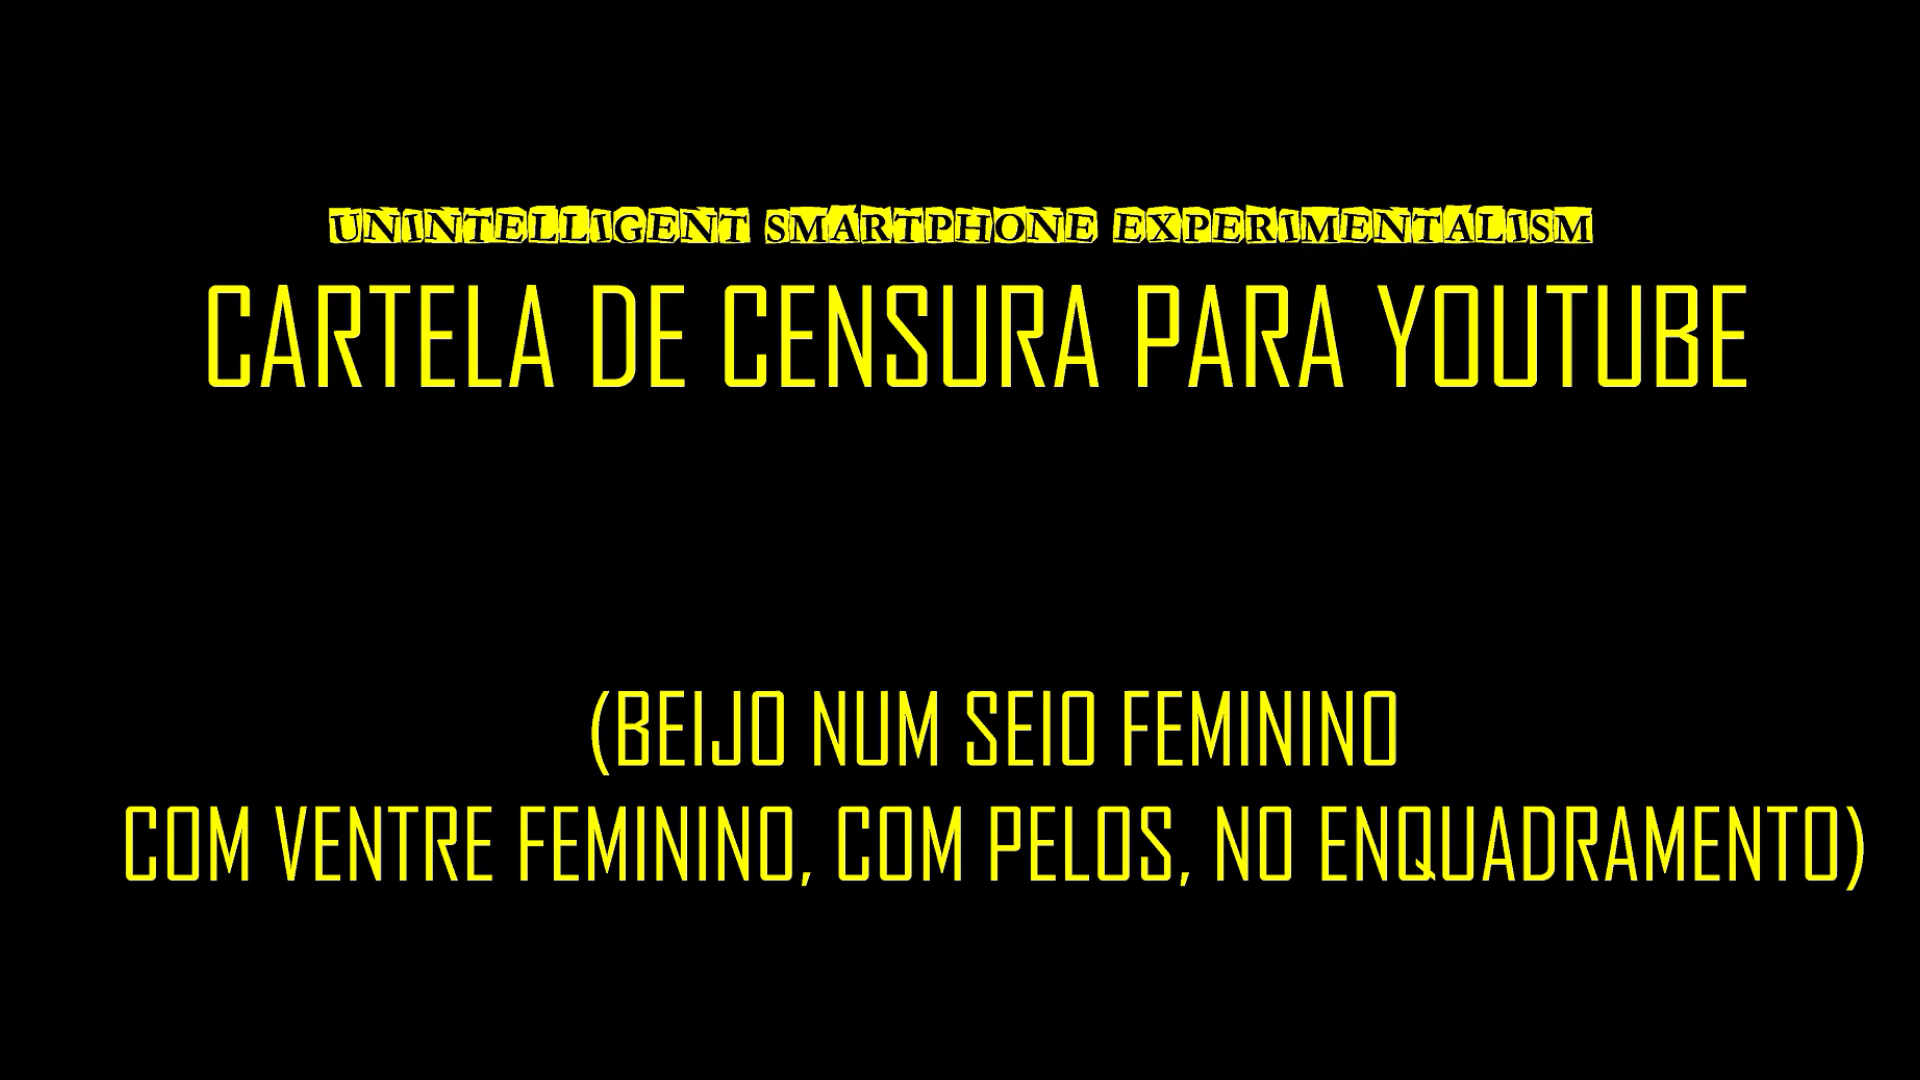 UNINTELLIGENT SMARTPHONE EXPERIMENTALISM
CARTELA DE CENSURA PARA YOUTUBE
(BEIJO NUM SEIO FEMININO
COM VENTRE FEMININO, COM PELOS, NO ENQUADRAMENTO)